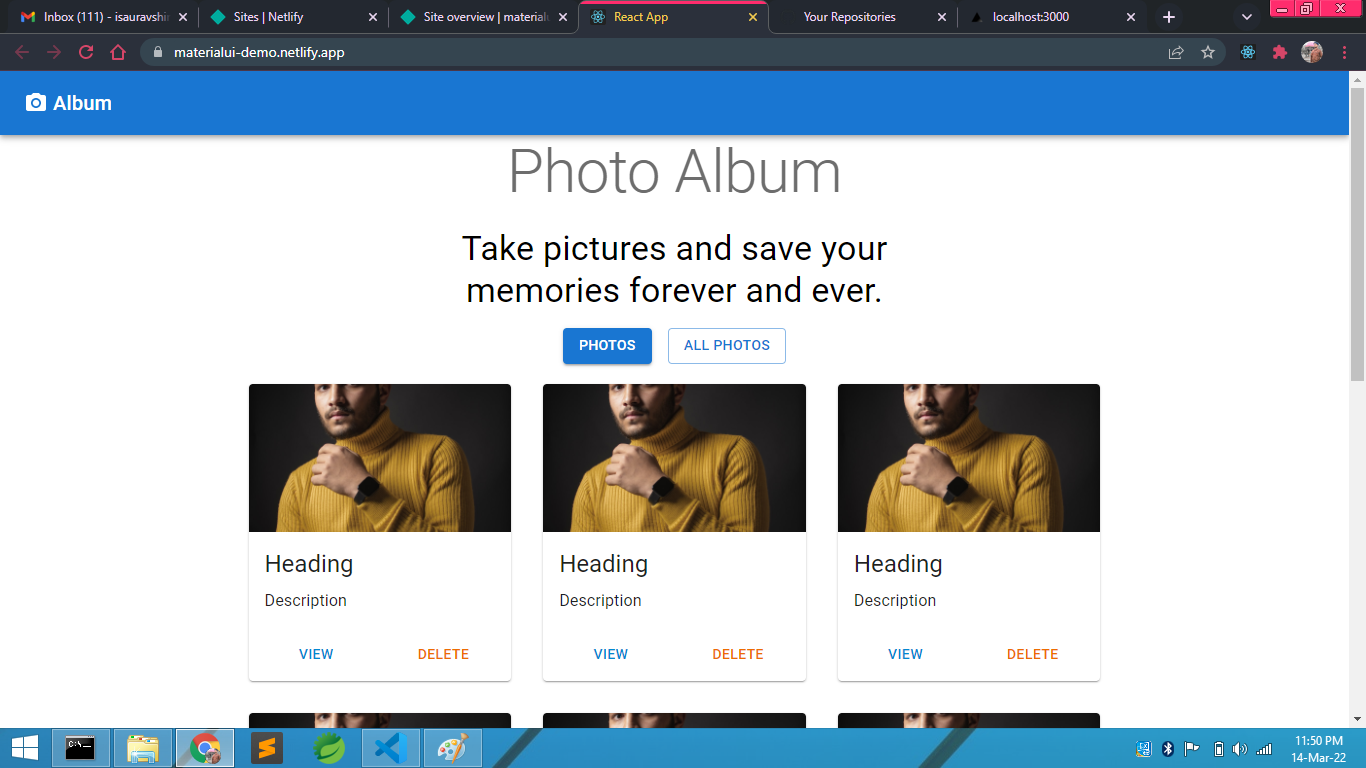 Inbox (111) - isauravshin
Sites | Netlify
Site overview | material
React App
Your Repositories
localhost:3000
materialui-demo.netlify.app
Album
Photo Album
Take pictures and save your
memories forever and ever.
PHOTOS ALL PHOTOS
Heading Heading Heading
Description Description Description
VIEW DELETE VIEW DELETE VIEW DELETE
11:50 PM
14-Mar-22